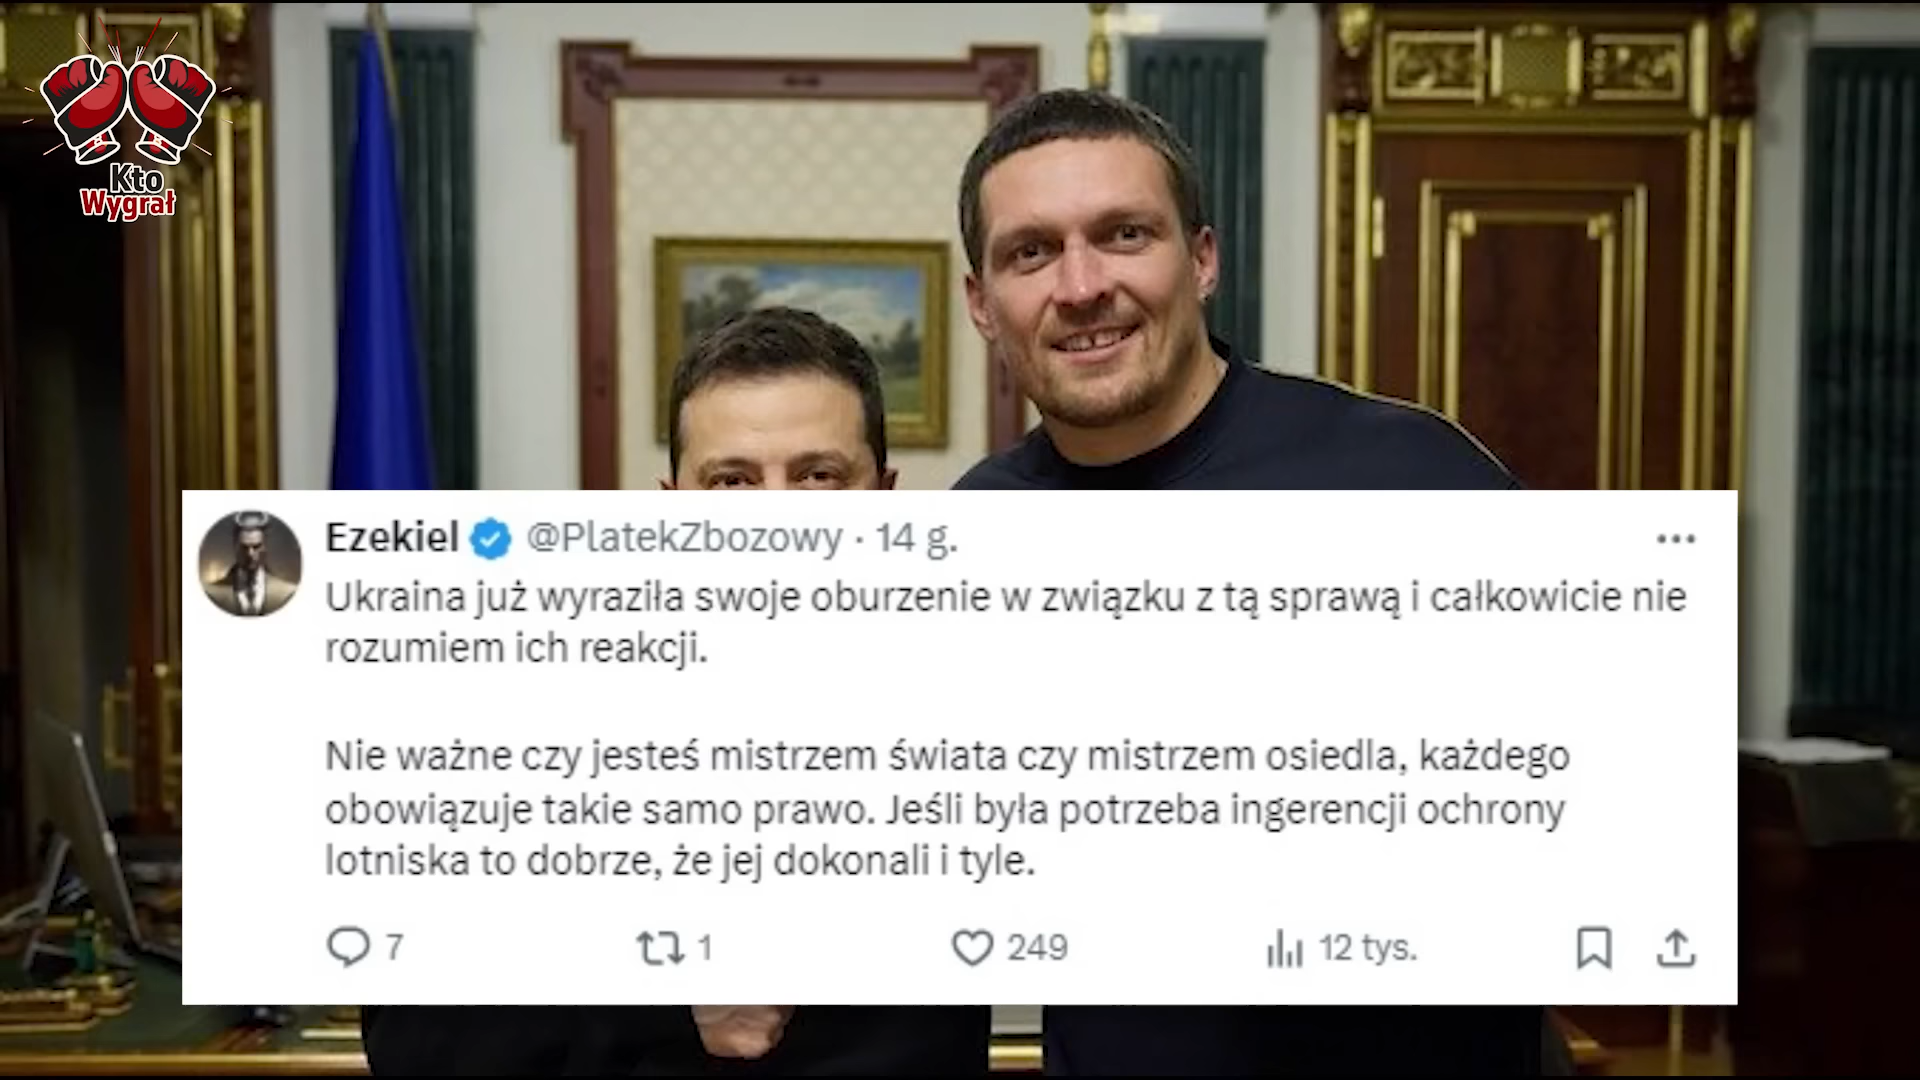 Kto
Wygrał
Ezekiel @PlatekZbozowy · 14 g.
Ukraina już wyraziła swoje oburzenie w związku z tą sprawą i całkowicie nie
rozumiem ich reakcji.
Nie ważne czy jesteś mistrzem świata czy mistrzem osiedla, każdego
obowiązuje takie samo prawo. Jeśli była potrzeba ingerencji ochrony
lotniska to dobrze, że jej dokonali i tyle.
7 1 249 12 tys.